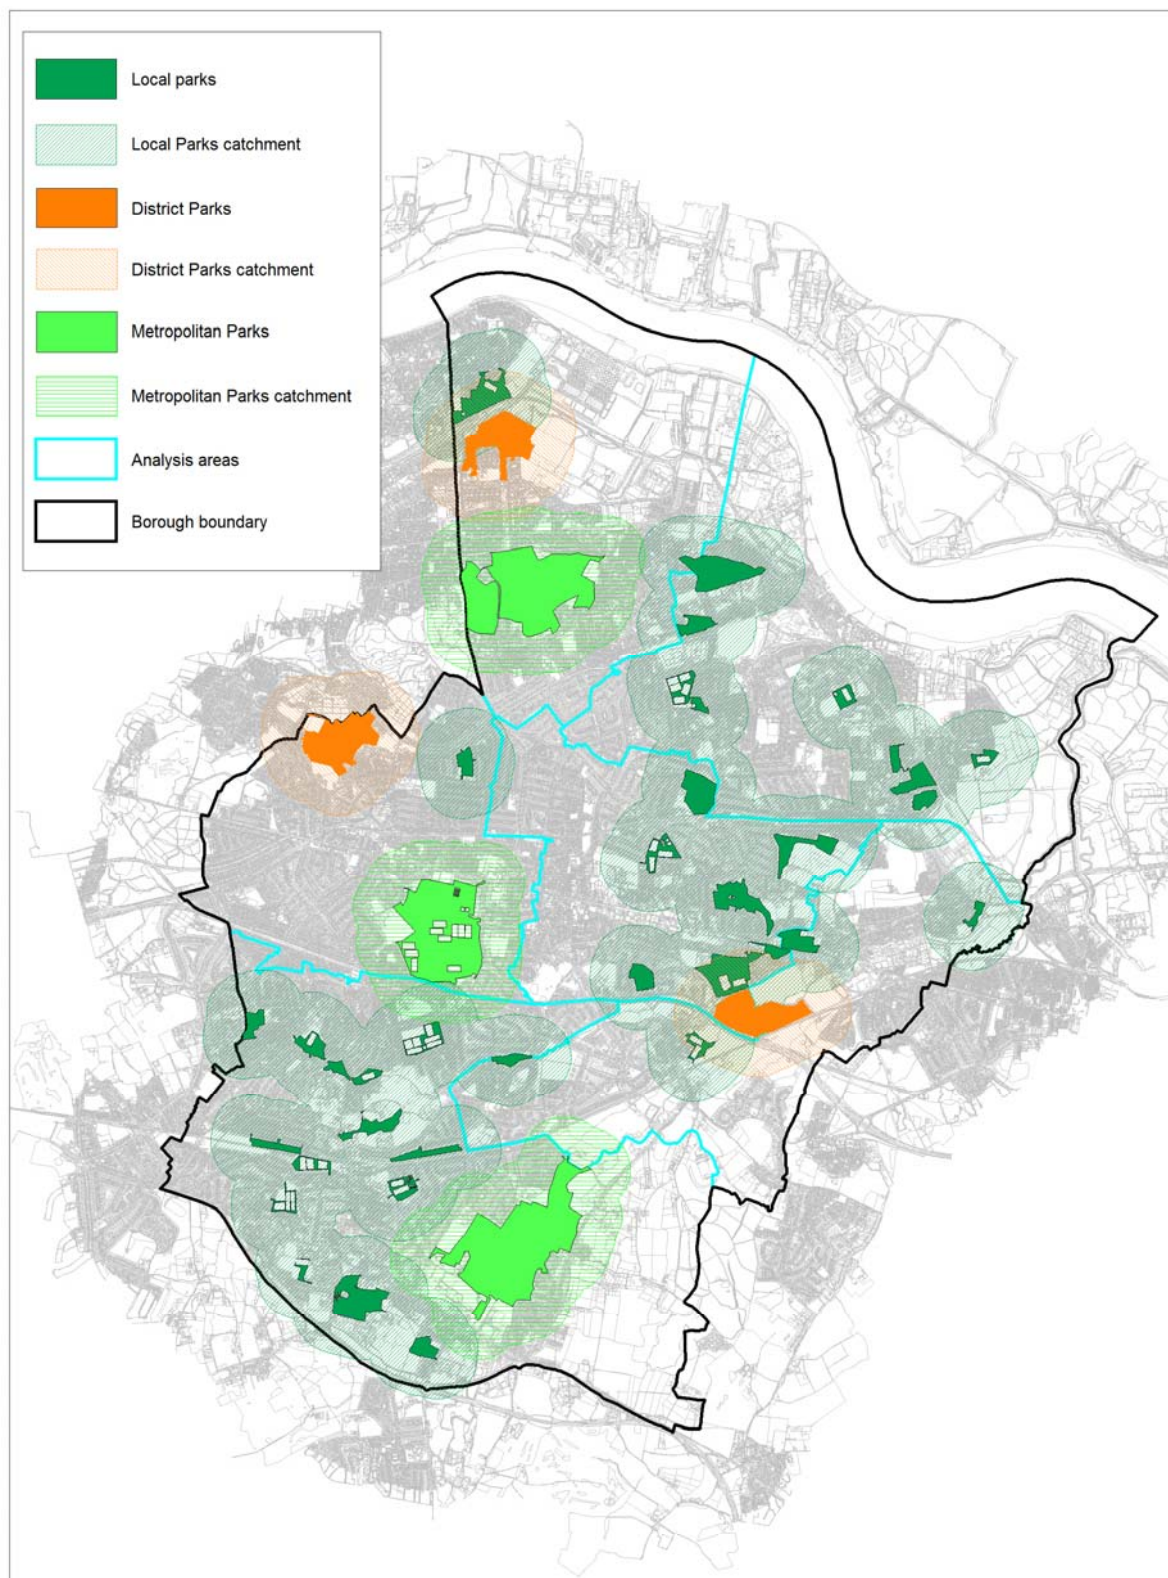 Local parks
Local Parks catchment
District Parks
District Parks catchment
Metropolitan Parks
Metropolitan Parks catchment
Analysis areas
Borough boundary